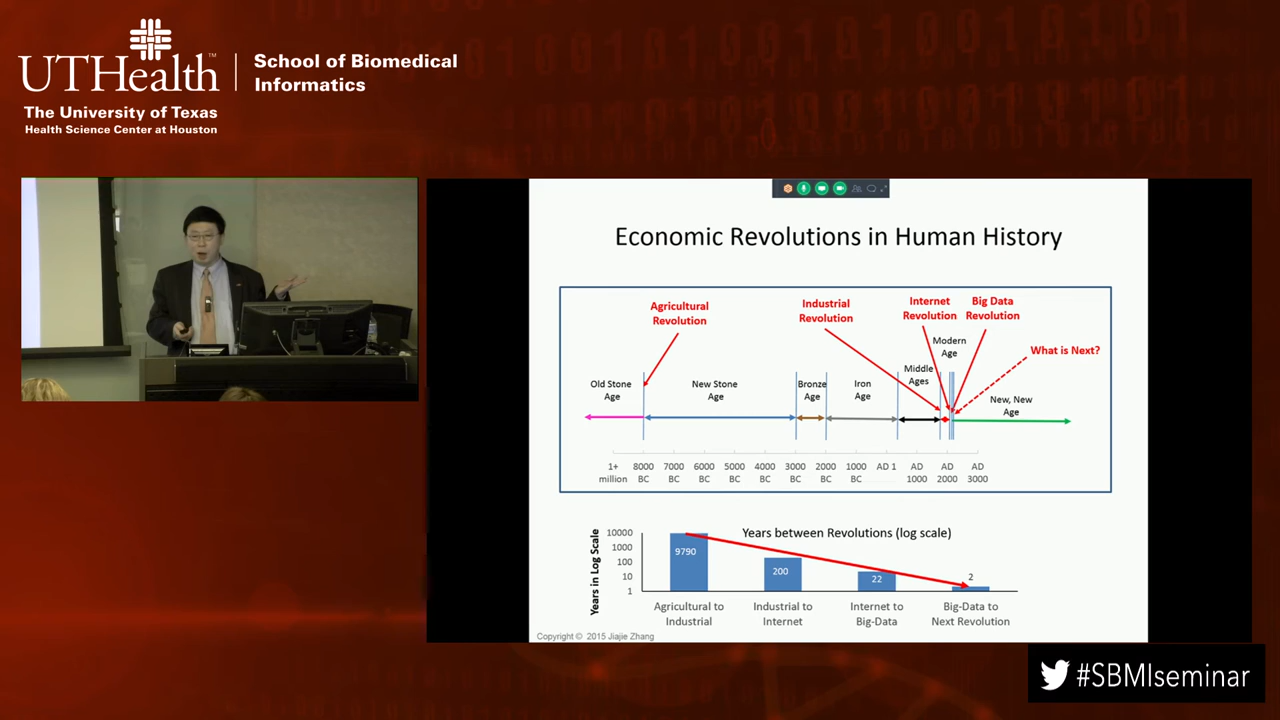 UTHealth™
School of Biomedical
Informatics
The University of Texas
Health Science Center at Houston
Economic Revolutions in Human History
Agricultural
Revolution
Industrial
Revolution
Internet
Revolution
Big Data
Revolution
What is Next?
Old Stone
Age
New Stone
Age
Bronze
Age
Iron
Age
Middle
Ages
Modern
Age
New, New
Age
1+
million
8000
BC
7000
BC
6000
BC
5000
BC
4000
BC
3000
BC
2000
BC
1000
BC
AD 1
AD
1000
AD
2000
AD
3000
Years between Revolutions (log scale)
Years in Log Scale
10000
1000
100
10
1
9790
200
22
2
Agricultural to
Industrial
Industrial to
Internet
Internet to
Big-Data
Big-Data to
Next Revolution
Copyright © 2015 Jiajie Zhang
#SBMIseminar